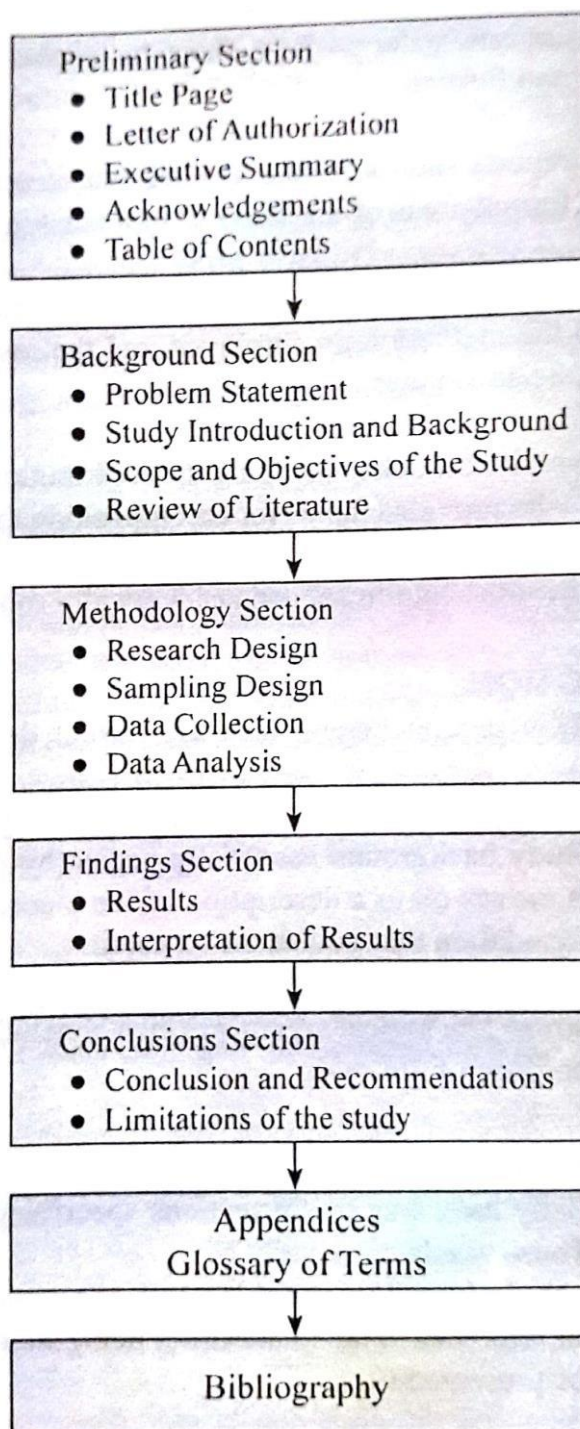 Preliminary Section
• Title Page
• Letter of Authorization
• Executive Summary
• Acknowledgements
• Table of Contents
Background Section
• Problem Statement
• Study Introduction and Background
• Scope and Objectives of the Study
• Review of Literature
Methodology Section
• Research Design
• Sampling Design
• Data Collection
• Data Analysis
Findings Section
• Results
• Interpretation of Results
Conclusions Section
• Conclusion and Recommendations
• Limitations of the study
Appendices
Glossary of Terms
Bibliography